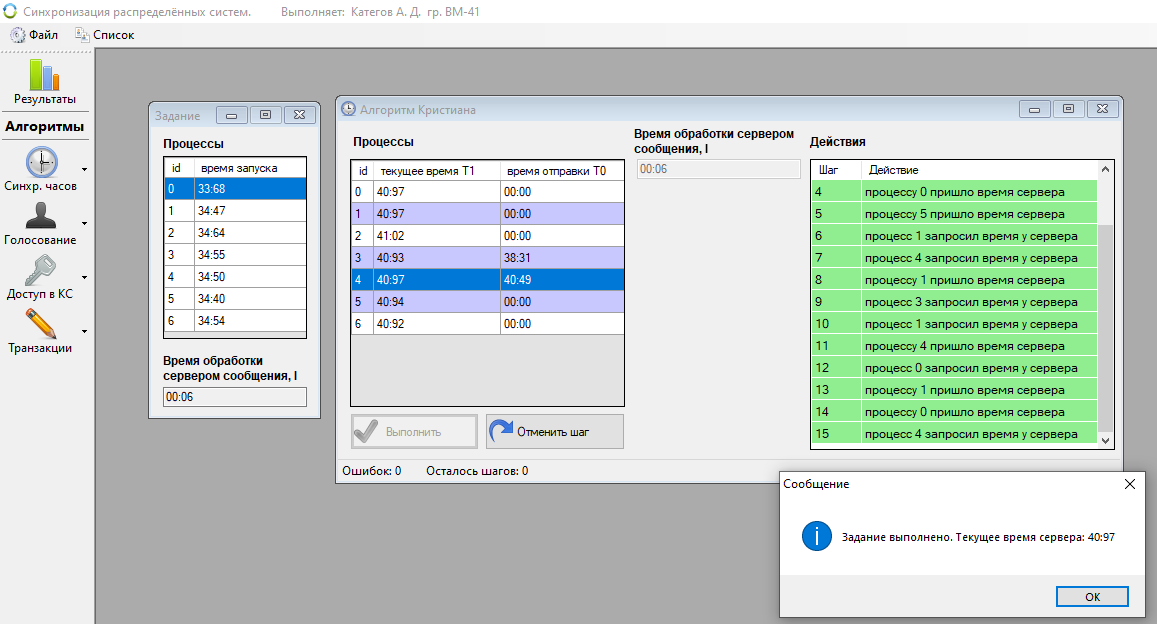 Синхронизация распределённых систем. Выполняет: Категов А. Д. гр. ВМ-41
Файл Список
Результаты
Алгоритмы
Синхр. часов
Голосование
Доступ в КС
Транзакции
Задание
Процессы
id время запуска
0 33:68
1 34:47
2 34:64
3 34:55
4 34:50
5 34:40
6 34:54
Время обработки
сервером сообщения, I
00:06
Алгоритм Кристиана
Процессы
id текущее время T1 время отправки T0
0 40:97 00:00
1 40:97 00:00
2 41:02 00:00
3 40:93 38:31
4 40:97 40:49
5 40:94 00:00
6 40:92 00:00
Выполнить Отменить шаг
Ошибок: 0 Осталось шагов: 0
Время обработки сервером
сообщения, I
00:06
Действия
Шаг Действие
4 процессу 0 пришло время сервера
5 процессу 5 пришло время сервера
6 процесс 1 запросил время у сервера
7 процесс 4 запросил время у сервера
8 процессу 1 пришло время сервера
9 процесс 3 запросил время у сервера
10 процесс 1 запросил время у сервера
11 процессу 4 пришло время сервера
12 процесс 0 запросил время у сервера
13 процессу 1 пришло время сервера
14 процессу 0 пришло время сервера
15 процесс 4 запросил время у сервера
Сообщение
Задание выполнено. Текущее время сервера: 40:97
OK